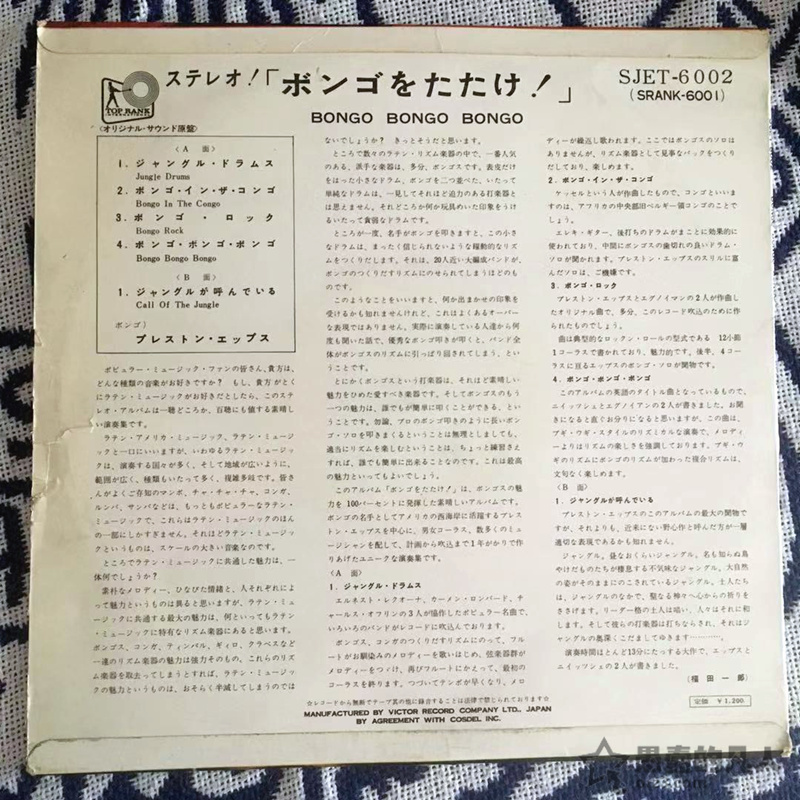 TOP RANK
ステレオ!「ボンゴをたたけ!」
SJET-6002
(SRANK-6001)
BONGO BONGO BONGO
〈オリジナル・サウンド原盤〉
〈A 面〉
1. ジャングル・ドラムス
Jungle Drums
2. ボンゴ・イン・ザ・コンゴ
Bongo In The Congo
3. ボンゴ・ロック
Bongo Rock
4. ボンゴ・ボンゴ・ボンゴ
Bongo Bongo Bongo
〈B 面〉
1. ジャングルが呼んでいる
Call Of The Jungle
ボンゴ〕
プレストン・エップス
ポピュラー・ミュージック・ファンの皆さん、貴方は、
どんな種類の音楽がお好きですか? もし、貴方がとく
にラテン・ミュージックがお好きだとしたら、このステ
レオ・アルバムは一聴どころか、百聴にも値する素晴し
い演奏集です。
ラテン・アメリカ・ミュージック、ラテン・ミュージ
ックと一口にいいますが、いわゆるラテン・ミュージッ
クは、演奏する国々が多く、そして地域が広いように、
範囲が広く、種類もいたって多く、複雑多岐です。皆さ
んがよくご存知のマンボ、チャ・チャ・チャ、コンガ、
ルンバ、サンバなどは、もっともポピュラーなラテン・
ミュージックで、これらはラテン・ミュージックのほん
の一部にしかすぎません。それほどラテン・ミュージッ
クというものは、スケールの大きい音楽なのです。
ところでラテン・ミュージックに共通した魅力は、一
体何でしょうか?
素朴なメロディー、ひなびた情緒と、人それぞれによ
って魅力というものは異ると思いますが、ラテン・ミュ
ージックに共通する最大の魅力は、何といってもラテン
・ミュージックに特有なリズム楽器にあると思います。
ボンゴス、コンガ、ティンバル、ギィロ、クラベスなど
一連のリズム楽器の魅力は強力そのもの、これらのリズ
ム楽器を取去ってしまうとすれば、ラテン・ミュージッ
クの魅力というものは、おそらく半減してしまうのでは
ないでしょうか? きっとそうだと思います。
ところで数々のラテン・リズム楽器の中で、一番人気
のある、派手な楽器は、多分、ボンゴスです。表皮だけ
をはった小さなドラム、ボンゴを二つ並べた、いたって
単純なドラムは、一見してそれほど迫力のある楽器とは
思えません。それどころか何か玩具めいた印象をうけ
るいたって貧弱なドラムです。
ところが一度、名手がボンゴを叩きますと、この小さ
なドラムは、まったく信じられないような躍動的なリズ
ムをつくりだします。それは、20人近い大編成バンドが、
ボンゴのつくりだすリズムにのせられてしまうほどのも
のです。
このようなことをいいますと、何か出まかせの印象を
受けるかも知れませんけれど、これはよくあるオーバー
な表現ではありません。実際に演奏している人達から何
度も聞いた話で、優秀なボンゴ叩きが叩くと、バンド全
体がボンゴスのリズムに引っぱり回されてしまう、とい
うことです。
とにかくボンゴスという打楽器は、それほど素晴しい
魅力をひめた愛すべき楽器です。そしてボンゴスのもう
一つの魅力は、誰でもが簡単に叩くことができる、とい
うことです。勿論、プロのボンゴ叩きのように長いボン
ゴ・ソロを叩きまくるということは無理としましても、
適当にリズムを楽しむということは、ちょっと練習さえ
すれば、誰でも簡単に出来ることなのです。これは最高
の魅力といってもよいでしょう。
このアルバム「ボンゴをたたけ!」は、ボンゴスの魅
力を100パーセントに発揮した素晴しいアルバムです。
ボンゴの名手としてアメリカの西海岸に活躍するプレス
トン・エップスを中心に、男女コーラス、数多くのミュ
ージシャンを配して、計画から吹込まで1年がかりで作
りあげたユニークな演奏集です。
〈A 面〉
1. ジャングル・ドラムス
エルネスト・レクオーナ、カーメン・ロンバード、チ
ャールス・オフリンの3人が協作したポピュラー名曲で、
いろいろのバンドがレコードに吹込んでおります。
ボンゴス、コンガのつくりだすリズムにのって、フル
ートがお馴染みのメロディーを歌いはじめ、弦楽器群が
メロディーをつづけ、再びフルートにかえって、最初の
コーラスを終ります。つづいてテンポが早くなり、メロ
ディーが繰返し歌われます。ここではボンゴスのソロは
ありませんが、リズム楽器として見事なバックをつくり
だしており、楽しめます。
2. ボンゴ・イン・ザ・コンゴ
ケッセルという人が作曲したもので、コンゴといいま
すのは、アフリカの中央部旧ベルギー領コンゴのことで
しょう。
エレキ・ギター、後打ちのドラムがまことに効果的に
使われており、中間にボンゴスの歯切れの良いドラム・
ソロが聞かれます。プレストン・エップスのスリルに富
んだソロは、ご機嫌です。
3. ボンゴ・ロック
プレストン・エップスとエグノイマンの2人が作曲し
たオリジナル曲で、多分、このレコード吹込のために作
られたものでしょう。
曲は典型的なロックン・ロールの型式である 12小節
1コーラスで書かれており、魅力的です。後半、4コー
ラスに亘るエップスのボンゴ・ソロが聞物です。
4. ボンゴ・ボンゴ・ボンゴ
このアルバムの英語のタイトル曲となっているもので、
エイッツシェとエグノイアンの2人が書きました。お聞
きになると直ぐお分りになると思いますが、この曲は、
ブギ・ウギ・スタイルのリズミカルな演奏で、メロディ
ーよりはリズムの楽しさを強調しております。ブギ・ウ
ギのリズムにボンゴのリズムが加わった複合リズムは、
文句なく楽しめます。
〈B 面〉
1. ジャングルが呼んでいる
プレストン・エップスのこのアルバムの最大の聞物で
すが、それよりも、近来にない野心作と呼んだ方が一層
適切な表現であるかも知れません。
ジャングル。昼なおくらいジャングル、名も知らぬ鳥
やけだものたちが棲息する不気味なジャングル、大自然
の姿がそのままにのこされているジャングル、土人たち
は、ジャングルのなかで、聖なる神々へ心からの祈りを
をささげます。リーダー格の土人は唱い、人々はそれに和
します。そして彼らの打楽器は打ちならされ、それはジ
ャングルの奥深くこだましてゆきます…………。
演奏時間はとんど13分にたっする大作で、エップスと
エイッツシェの2人が書きました。
(福田一郎)
定価 ¥1,200
☆レコードから無断でテープ其の他に録音することは法律で禁じられております。
MANUFACTURED BY VICTOR RECORD COMPANY LTD., JAPAN
BY AGREEMENT WITH COSDEL INC.